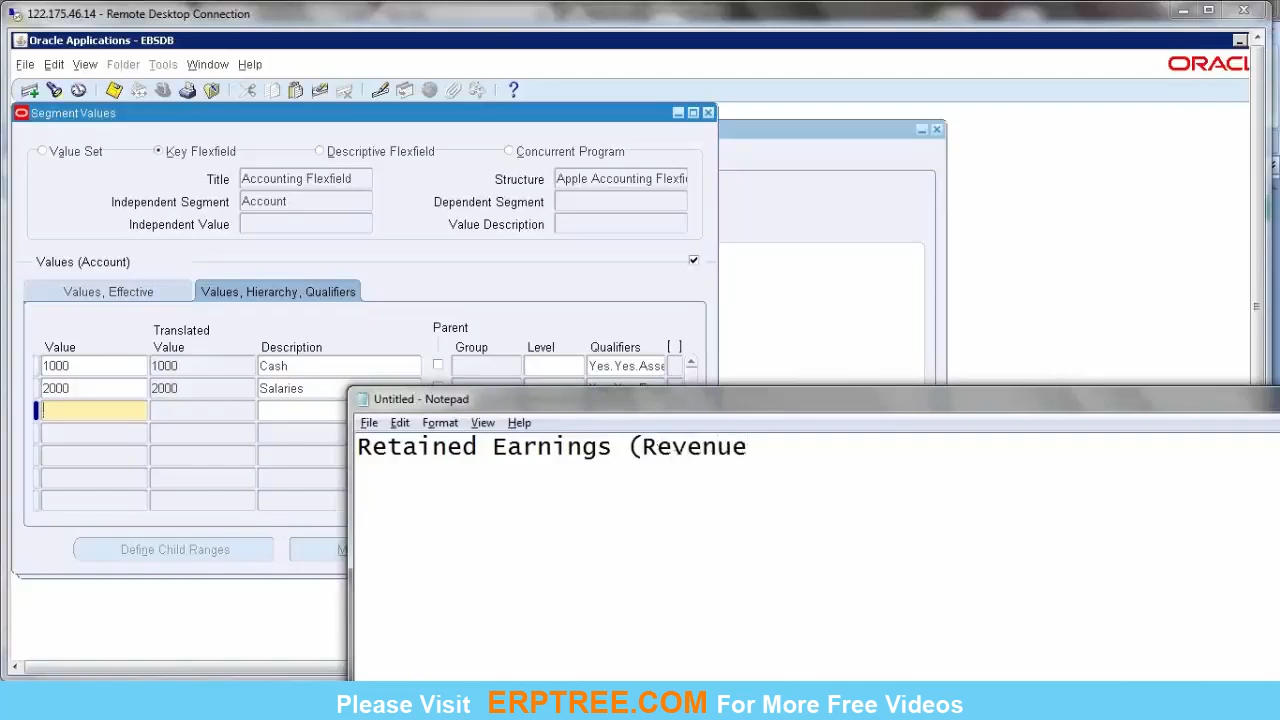 122.175.46.14 - Remote Desktop Connection
Oracle Applications - EBSDB
File Edit View Folder Tools Window Help
ORACL
Segment Values
Value Set Key Flexfield Descriptive Flexfield Concurrent Program
Title Accounting Flexfield Structure Apple Accounting Flexfi
Independent Segment Account Dependent Segment
Independent Value Value Description
Values (Account)
Values, Effective Values, Hierarchy, Qualifiers
Translated Parent
Value Value Description Group Level Qualifiers [ ]
1000 1000 Cash Yes.Yes.Asse
2000 2000 Salaries
Untitled - Notepad
File Edit Format View Help
Retained Earnings (Revenue
Define Child Ranges M
Please Visit ERPTREE.COM For More Free Videos